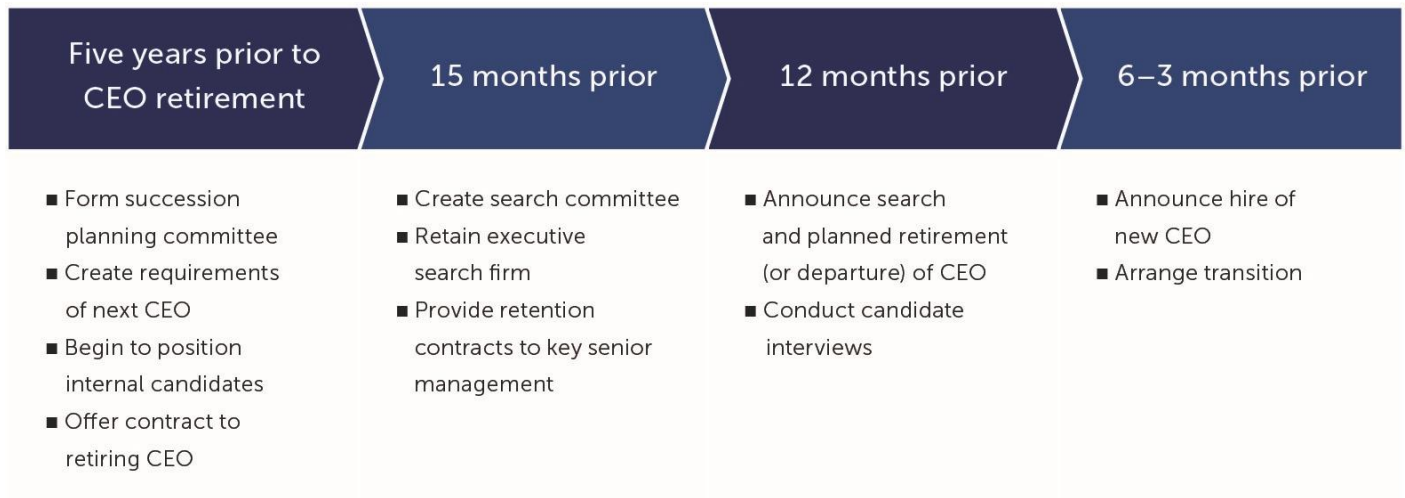 Five years prior to
CEO retirement
15 months prior
12 months prior
6–3 months prior
■ Form succession
planning committee
■ Create requirements
of next CEO
■ Begin to position
internal candidates
■ Offer contract to
retiring CEO
■ Create search committee
■ Retain executive
search firm
■ Provide retention
contracts to key senior
management
■ Announce search
and planned retirement
(or departure) of CEO
■ Conduct candidate
interviews
■ Announce hire of
new CEO
■ Arrange transition